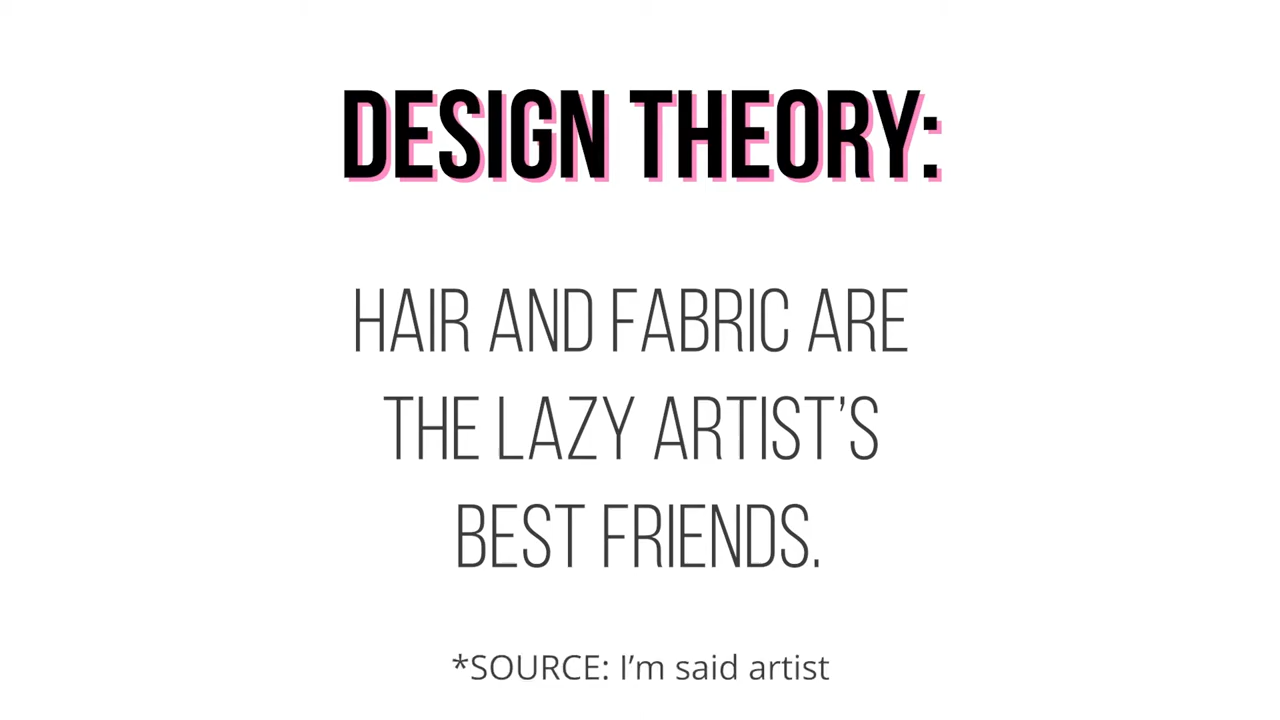 DESIGN THEORY:
HAIR AND FABRIC ARE
THE LAZY ARTIST’S
BEST FRIENDS.
*SOURCE: I’m said artist